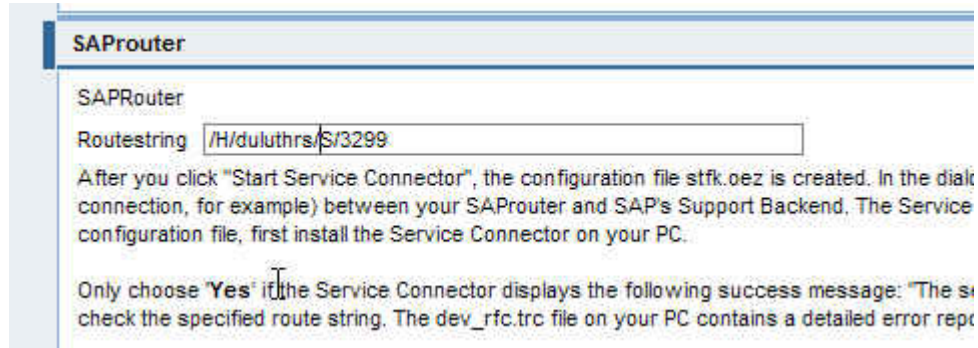 SAProuter
SAPRouter
Routestring /H/duluthrs/S/3299
After you click "Start Service Connector", the configuration file stfk.oez is created. In the
connection, for example) between your SAProuter and SAP's Support Backend. The Service
configuration file, first install the Service Connector on your PC.
Only choose 'Yes' if the Service Connector displays the following success message: "The
check the specified route string. The dev_rfc.trc file on your PC contains a detailed error